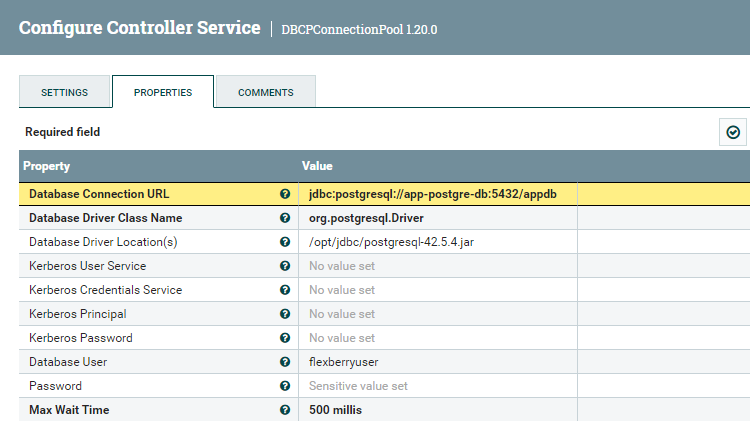 Configure Controller Service | DBCPConnectionPool 1.20.0
SETTINGS PROPERTIES COMMENTS
Required field
Property Value
Database Connection URL jdbc:postgresql://app-postgre-db:5432/appdb
Database Driver Class Name org.postgresql.Driver
Database Driver Location(s) /opt/jdbc/postgresql-42.5.4.jar
Kerberos User Service No value set
Kerberos Credentials Service No value set
Kerberos Principal No value set
Kerberos Password No value set
Database User flexberryuser
Password Sensitive value set
Max Wait Time 500 millis